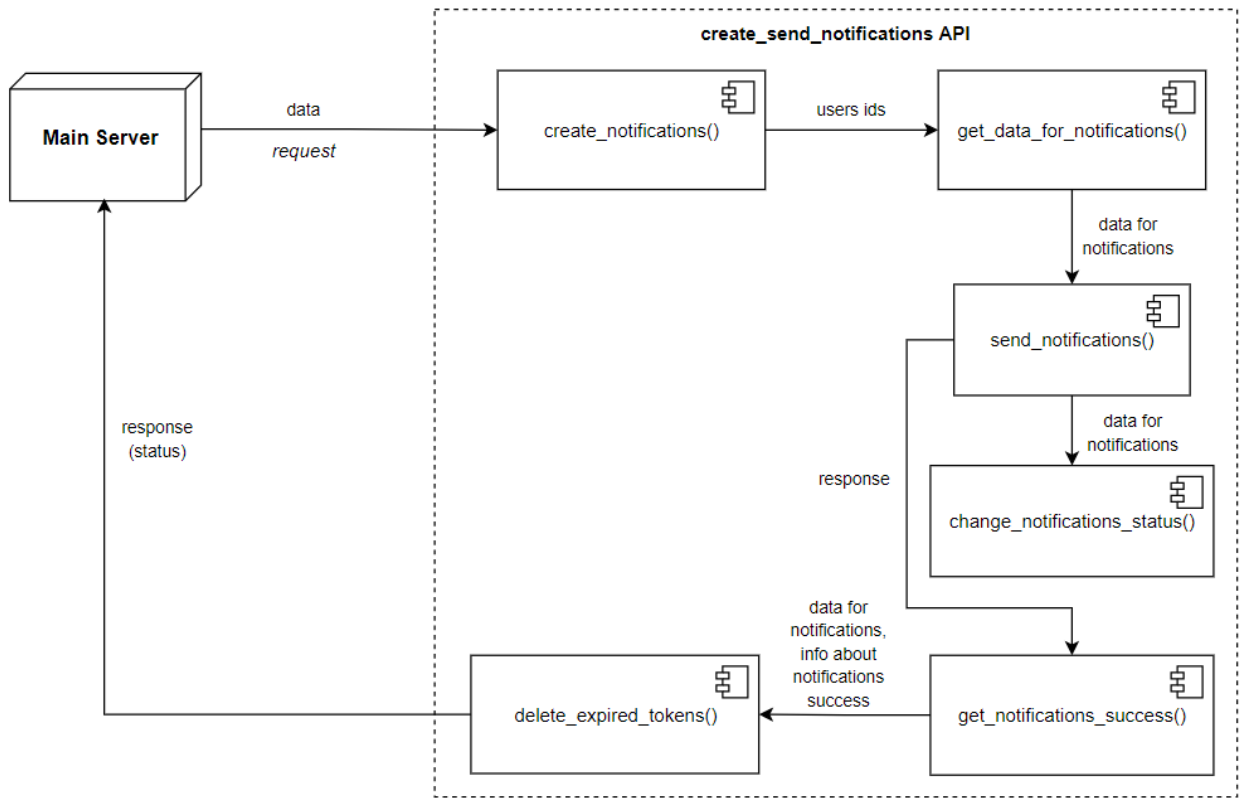 create_send_notifications API
Main Server
data
request
create_notifications()
users ids
get_data_for_notifications()
data for
notifications
send_notifications()
data for
notifications
change_notifications_status()
response
response
(status)
data for
notifications,
info about
notifications
success
delete_expired_tokens()
get_notifications_success()